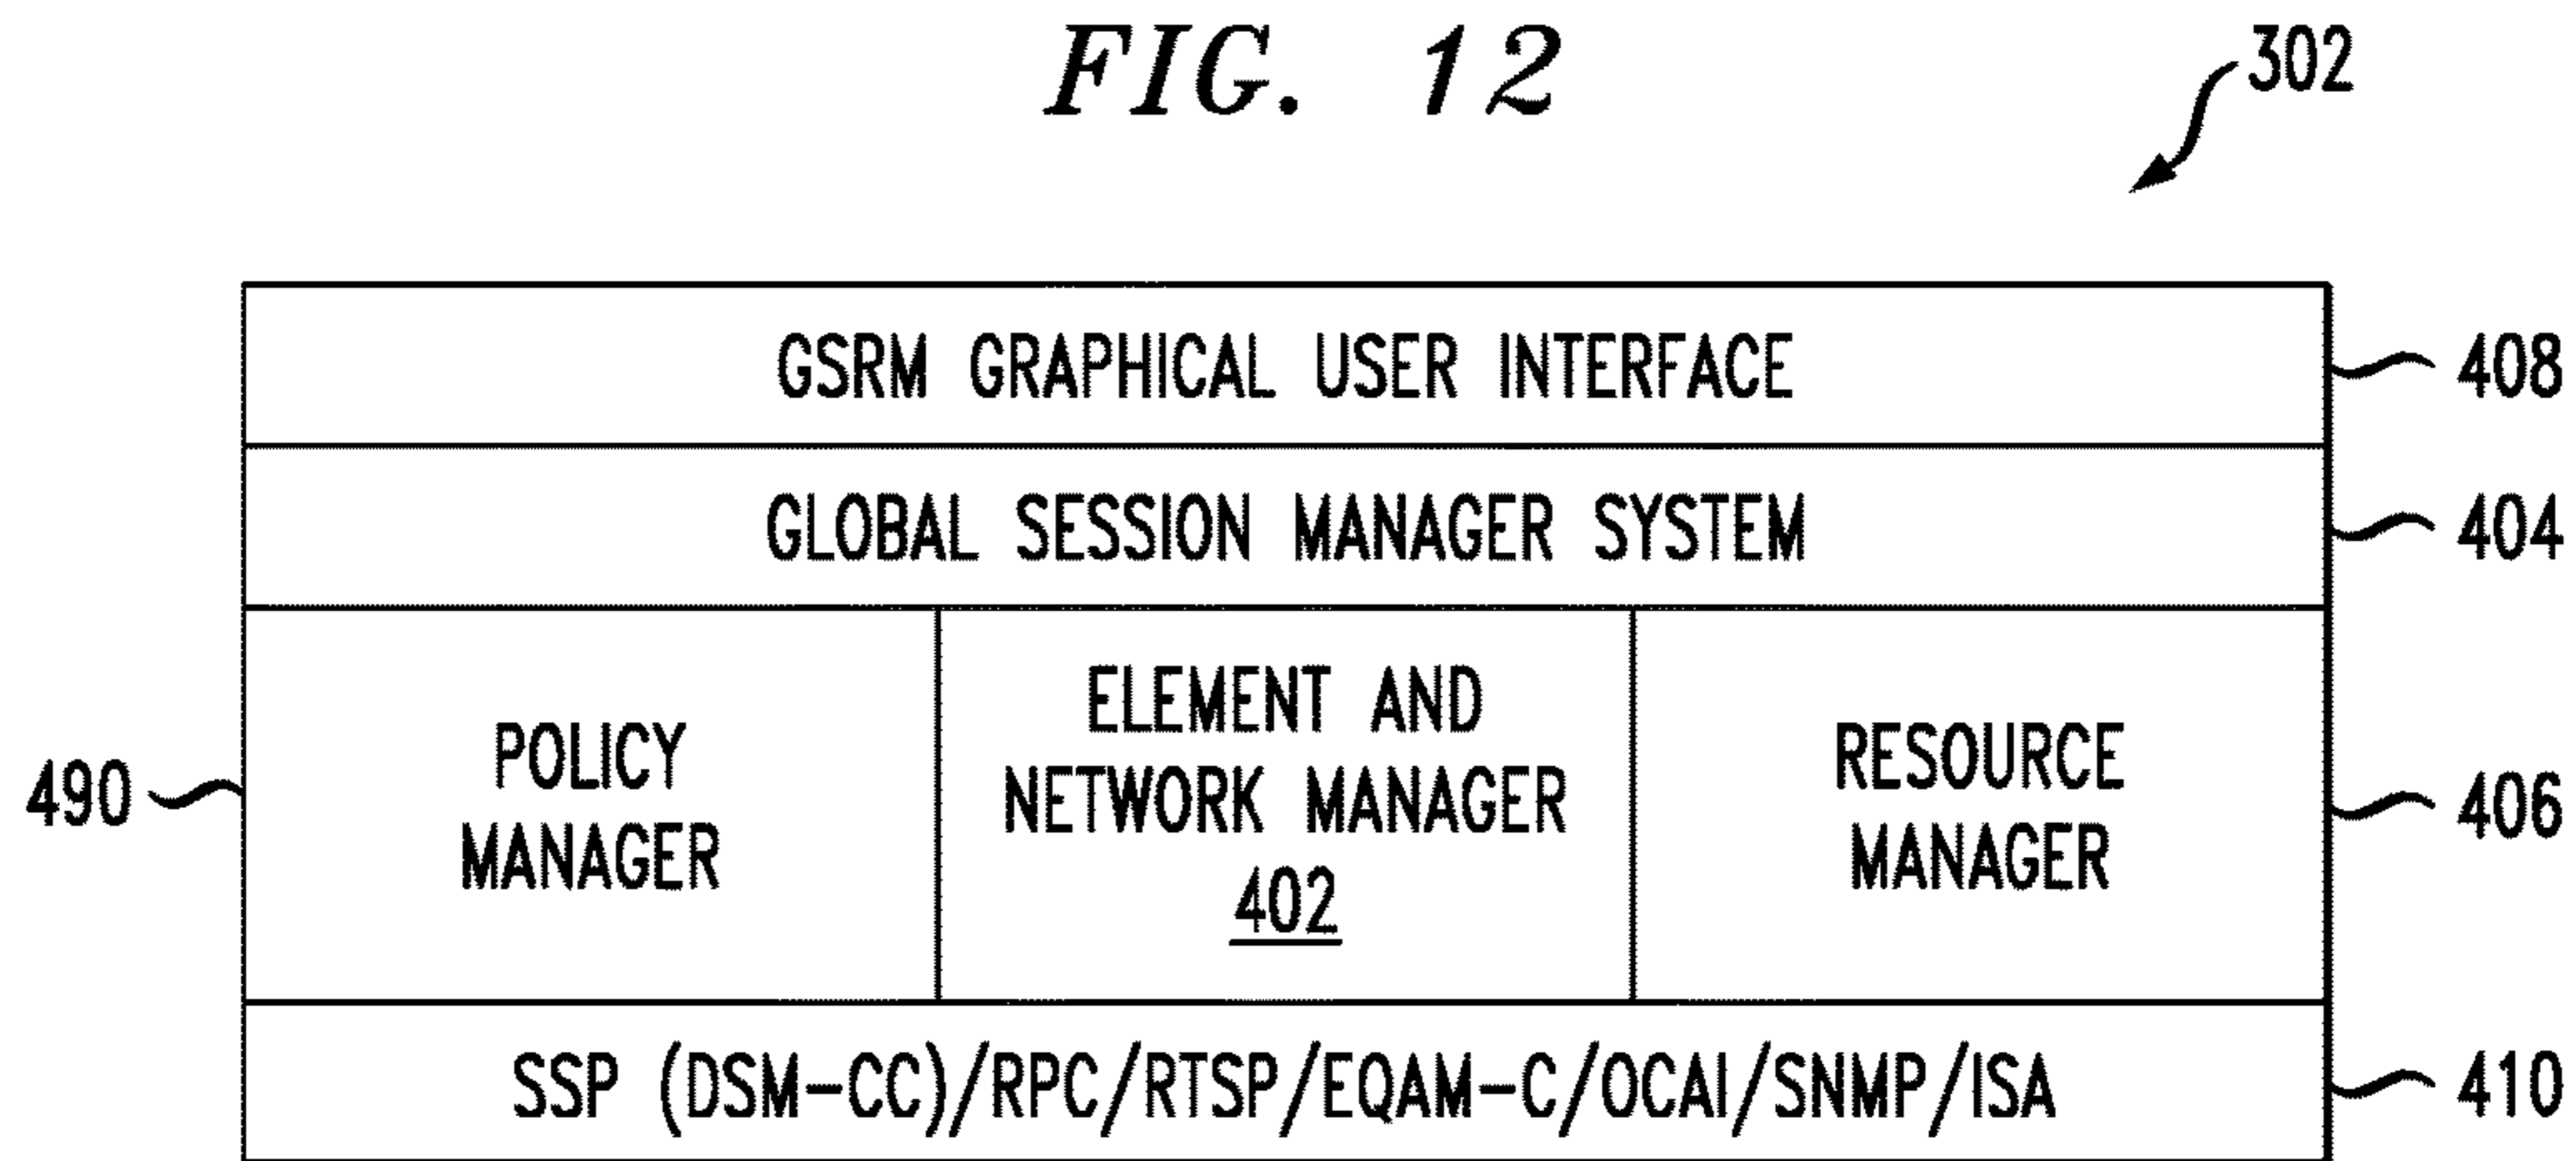 FIG. 12
302
GSRM GRAPHICAL USER INTERFACE
408
GLOBAL SESSION MANAGER SYSTEM
404
490
POLICY
MANAGER
ELEMENT AND
NETWORK MANAGER
402
RESOURCE
MANAGER
406
SSP (DSM-CC)/RPC/RTSP/EQAM-C/OCAI/SNMP/ISA
410